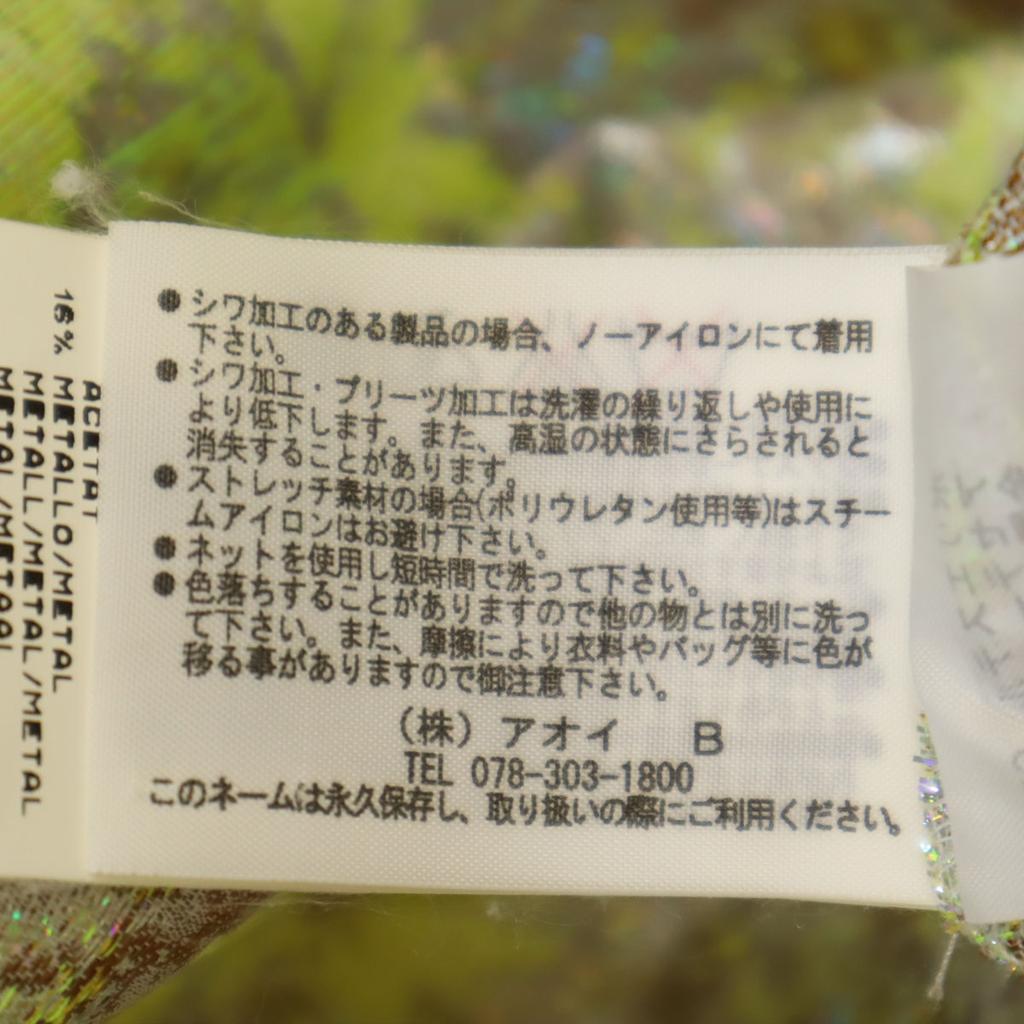 ● シワ加工のある製品の場合、ノーアイロンにて着用
下さい。
● シワ加工・プリーツ加工は洗濯の繰り返しや使用に
より低下します。また、高湿の状態にさらされると
消失することがあります。
● ストレッチ素材の場合(ポリウレタン使用等)はスチー
ムアイロンはお避け下さい。
● ネットを使用し短時間で洗って下さい。
● 色落ちすることがありますので他の物とは別に洗っ
て下さい。また、摩擦により衣料やバッグ等に色が
移る事がありますので御注意下さい。
(株) アオイ B
TEL 078-303-1800
このネームは永久保存し、取り扱いの際にご利用ください。
ACETAT
16% METALLO/METAL
METALL/METAL/METAL